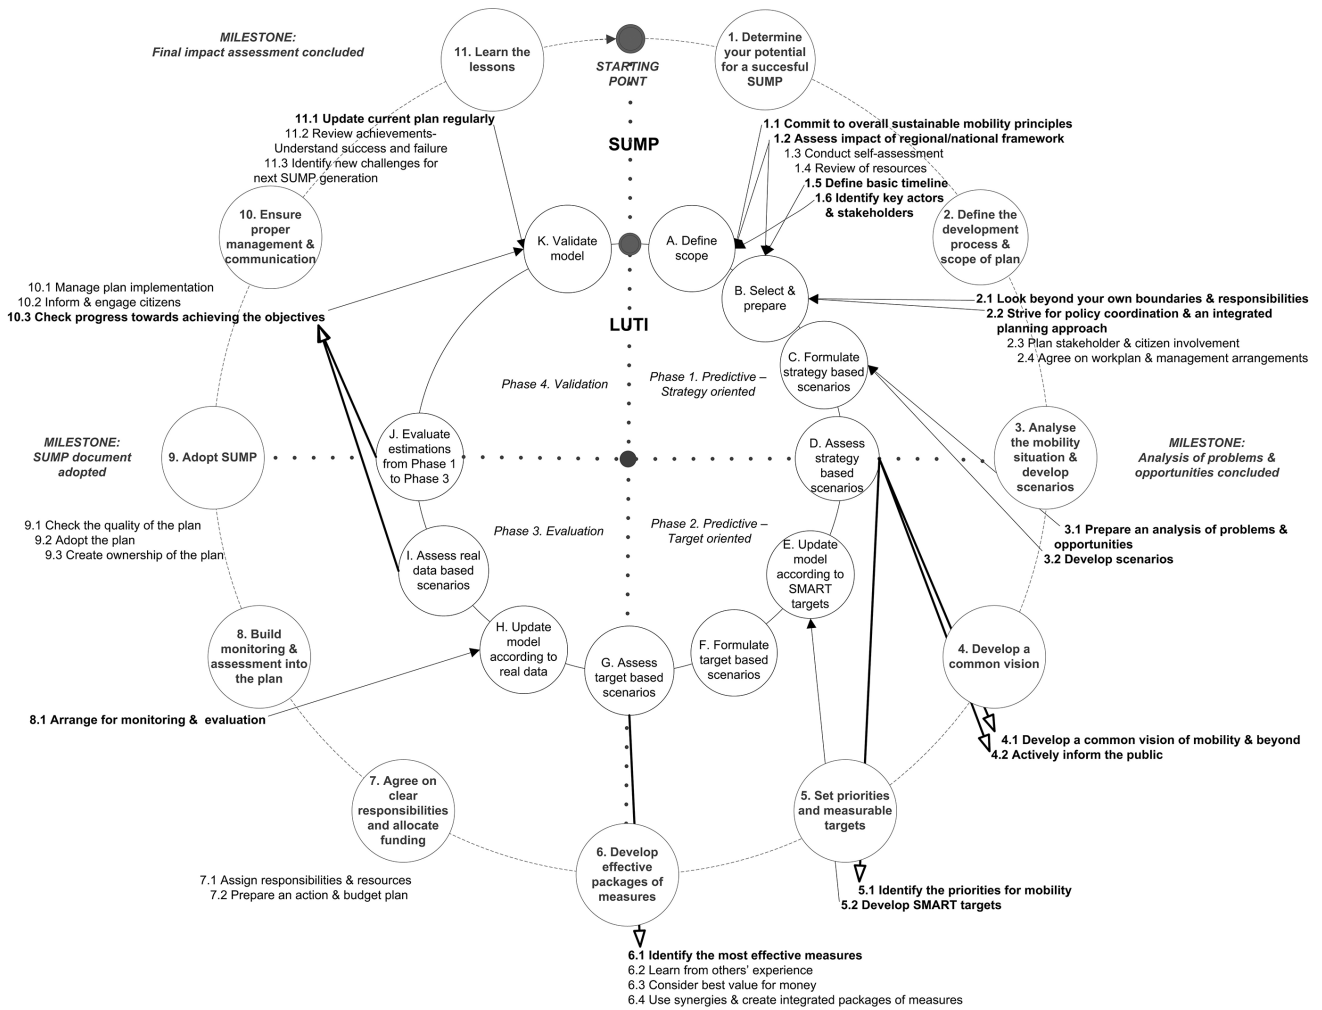 MILESTONE:
Final impact assessment concluded
11. Learn the
lessons
STARTING
POINT
1. Determine
your potential
for a succesful
SUMP
11.1 Update current plan regularly
11.2 Review achievements-
Understand success and failure
11.3 Identify new challenges for
next SUMP generation
SUMP
1.1 Commit to overall sustainable mobility principles
1.2 Assess impact of regional/national framework
1.3 Conduct self-assessment
1.4 Review of resources
1.5 Define basic timeline
1.6 Identify key actors
& stakeholders
10. Ensure
proper
management &
communication
K. Validate
model
A. Define
scope
2. Define the
development
process &
scope of plan
10.1 Manage plan implementation
10.2 Inform & engage citizens
10.3 Check progress towards achieving the objectives
B. Select &
prepare
2.1 Look beyond your own boundaries & responsibilities
2.2 Strive for policy coordination & an integrated
planning approach
2.3 Plan stakeholder & citizen involvement
2.4 Agree on workplan & management arrangements
LUTI
C. Formulate
strategy based
scenarios
Phase 4. Validation
Phase 1. Predictive –
Strategy oriented
MILESTONE:
SUMP document
adopted
9. Adopt SUMP
J. Evaluate
estimations
from Phase 1
to Phase 3
D. Assess
strategy
based
scenarios
3. Analyse
the mobility
situation &
develop
scenarios
MILESTONE:
Analysis of problems &
opportunities concluded
9.1 Check the quality of the plan
9.2 Adopt the plan
9.3 Create ownership of the plan
Phase 3. Evaluation
Phase 2. Predictive –
Target oriented
3.1 Prepare an analysis of problems &
opportunities
3.2 Develop scenarios
I. Assess real
data based
scenarios
E. Update
model
according to
SMART
targets
8. Build
monitoring &
assessment into
the plan
H. Update
model
according to
real data
G. Assess
target based
scenarios
F. Formulate
target based
scenarios
4. Develop a
common vision
8.1 Arrange for monitoring & evaluation
4.1 Develop a common vision of mobility & beyond
4.2 Actively inform the public
7. Agree on
clear
responsibilities
and allocate
funding
5. Set priorities
and measurable
targets
6. Develop
effective
packages of
measures
7.1 Assign responsibilities & resources
7.2 Prepare an action & budget plan
5.1 Identify the priorities for mobility
5.2 Develop SMART targets
6.1 Identify the most effective measures
6.2 Learn from others' experience
6.3 Consider best value for money
6.4 Use synergies & create integrated packages of measures